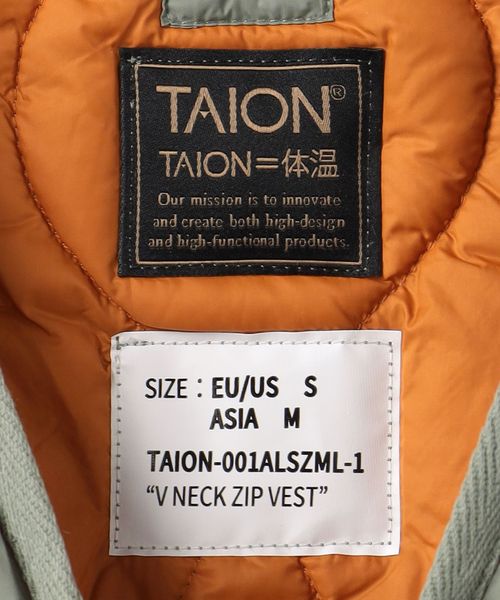 TAION®
TAION=体温
Our mission is to innovate
and create both high-design
and high-functional products.
SIZE : EU/US S
ASIA M
TAION-001ALSZML-1
“V NECK ZIP VEST”